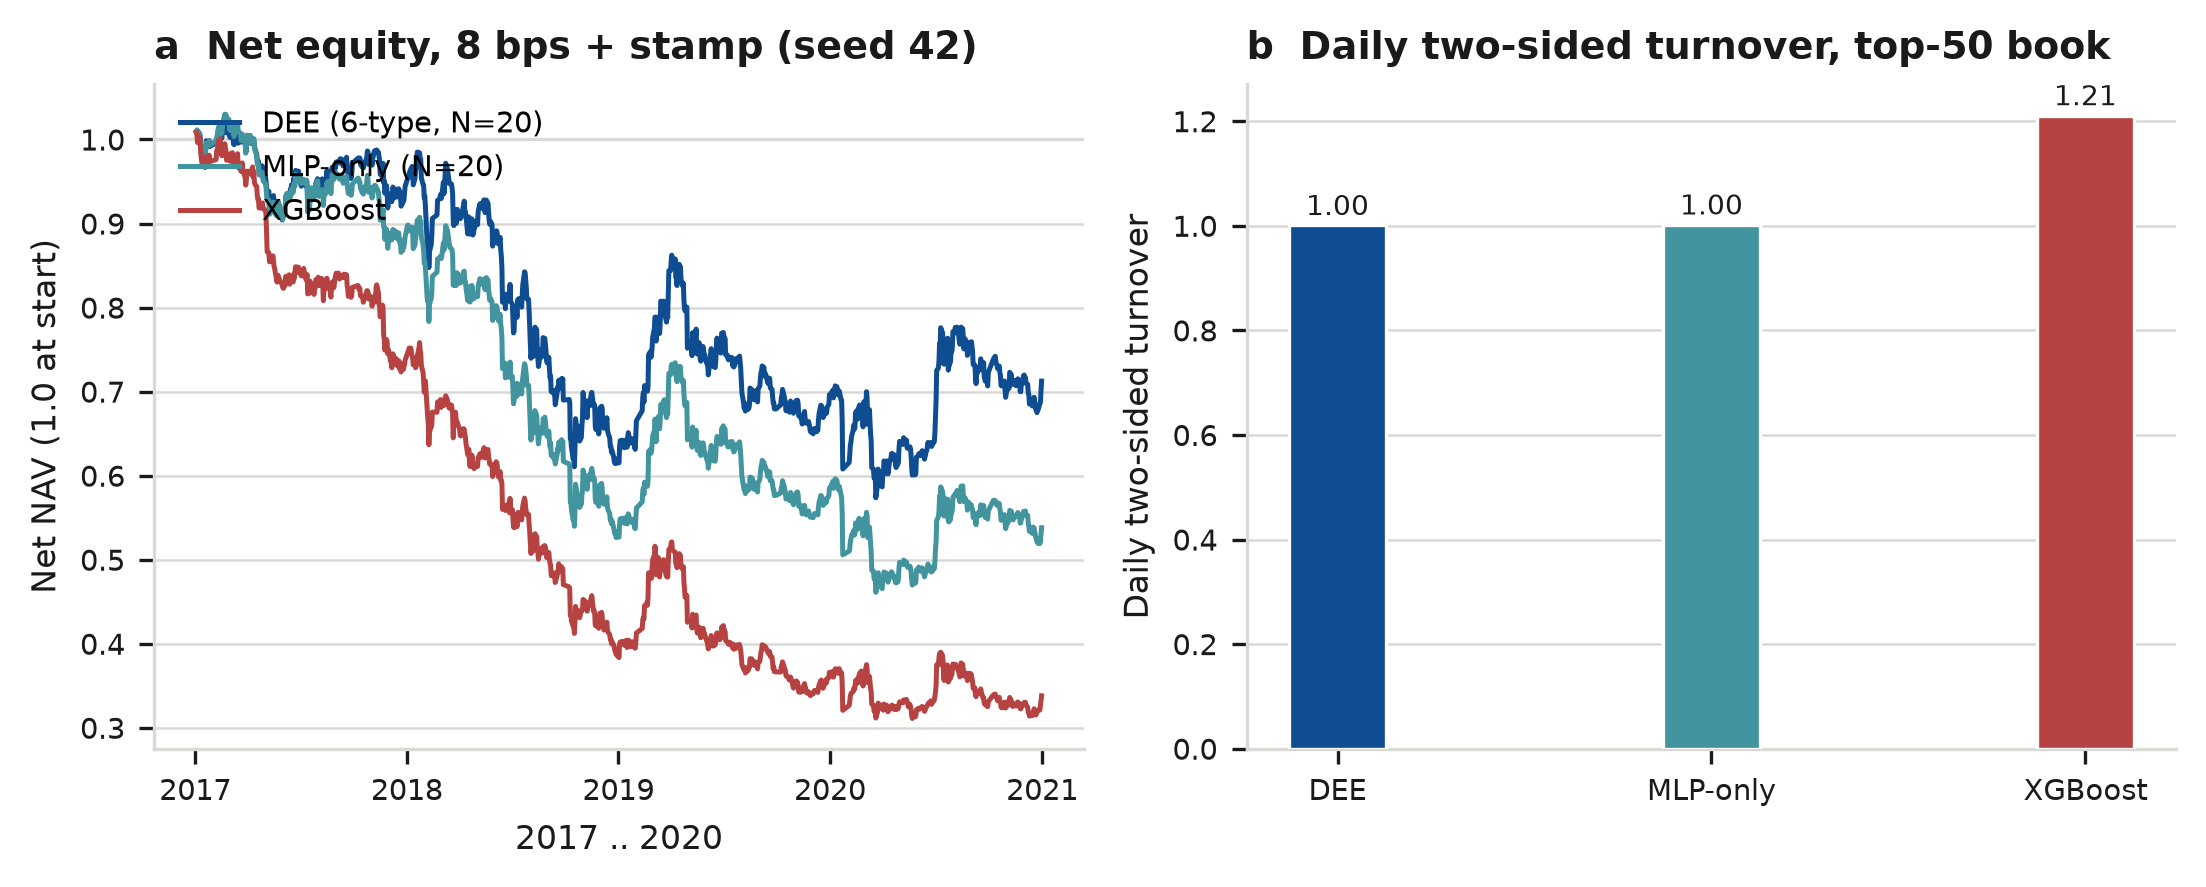 a Net equity, 8 bps + stamp (seed 42)
DEE (6-type, N=20)
MLP-only (N=20)
XGBoost
Net NAV (1.0 at start)
1.0
0.9
0.8
0.7
0.6
0.5
0.4
0.3
2017
2018
2019
2020
2021
2017 .. 2020
b Daily two-sided turnover, top-50 book
Daily two-sided turnover
1.2
1.0
0.8
0.6
0.4
0.2
0.0
1.00
1.00
1.21
DEE
MLP-only
XGBoost